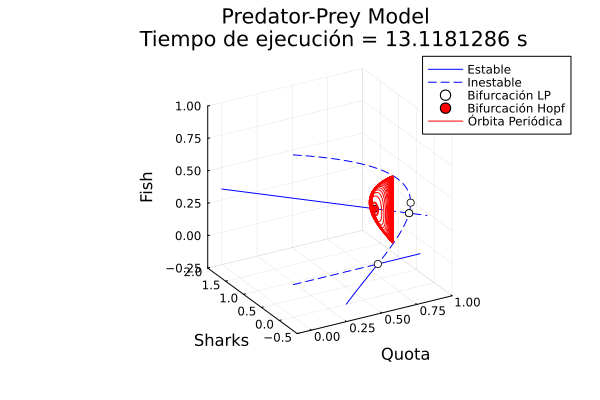 Predator-Prey Model
Tiempo de ejecución = 13.1181286 s
Estable
Inestable
Bifurcación LP
Bifurcación Hopf
Órbita Periódica
1.00
0.75
0.50
0.25
0.00
−0.25
Fish
2.0
1.5
1.0
0.5
0.0
−0.5
Sharks
0.00
0.25
0.50
0.75
1.00
Quota